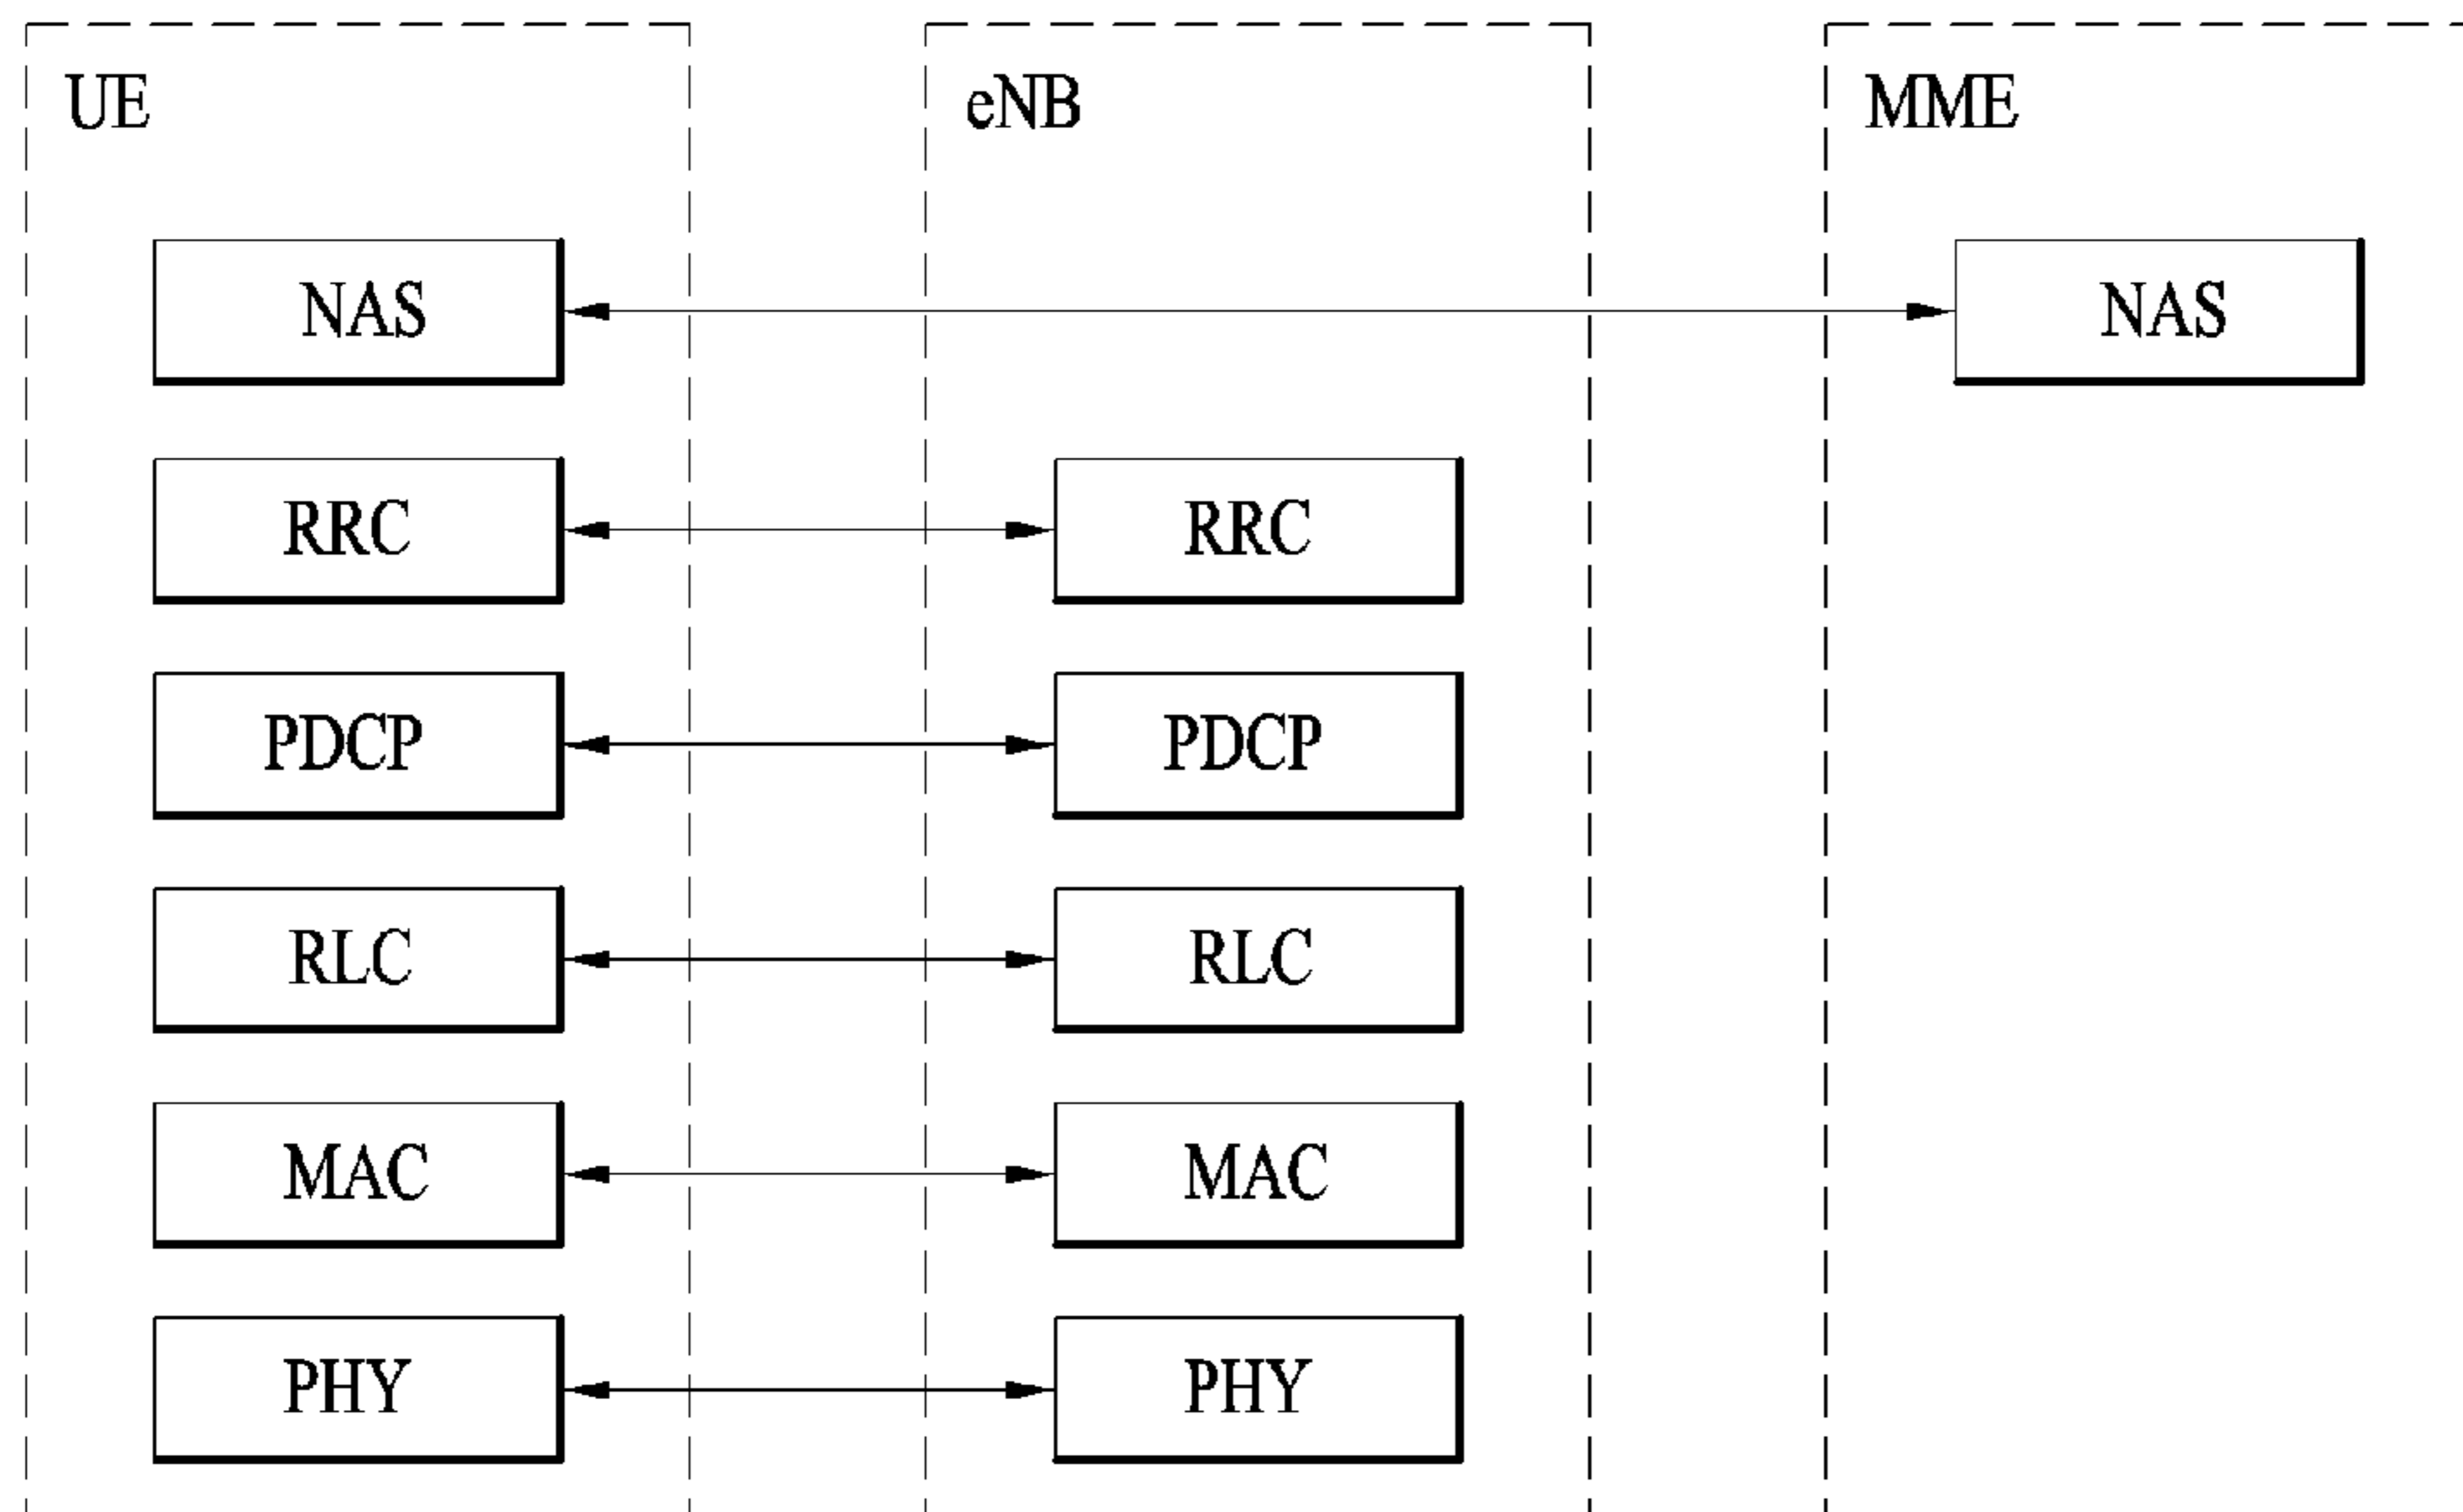 UE
eNB
MME
NAS
NAS
RRC
RRC
PDCP
PDCP
RLC
RLC
MAC
MAC
PHY
PHY